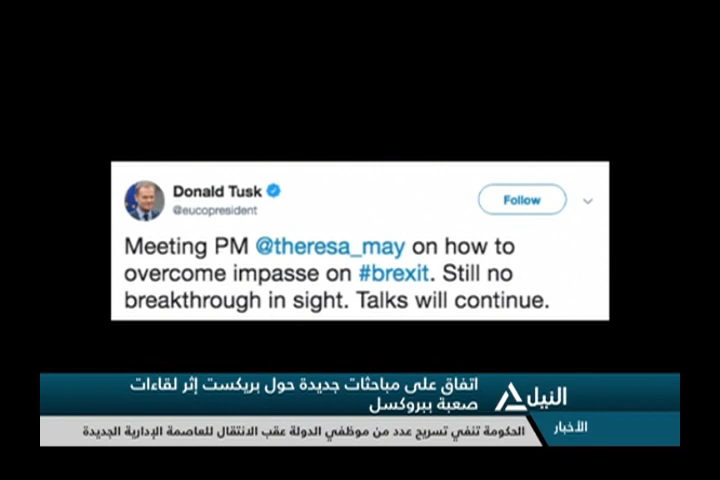 Donald Tusk
@eucopresident
Follow
Meeting PM @theresa_may on how to
overcome impasse on #brexit. Still no
breakthrough in sight. Talks will continue.
اتفاق على مباحثات جديدة حول بريكست إثر لقاءات
صعبة ببروكسل
النيل
الأخبار
الحكومة تنفي تسريح عدد من موظفي الدولة عقب الانتقال للعاصمة الإدارية الجديدة